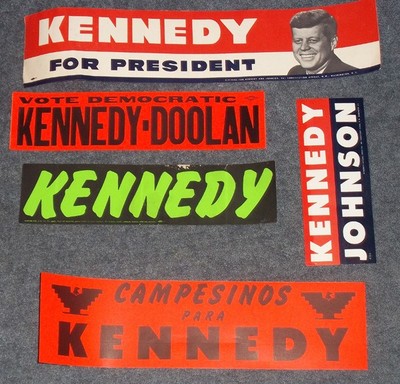 KENNEDY
FOR PRESIDENT
VOTE DEMOCRATIC
KENNEDY-DOOLAN
KENNEDY
KENNEDY
JOHNSON
CAMPESINOS
PARA
KENNEDY